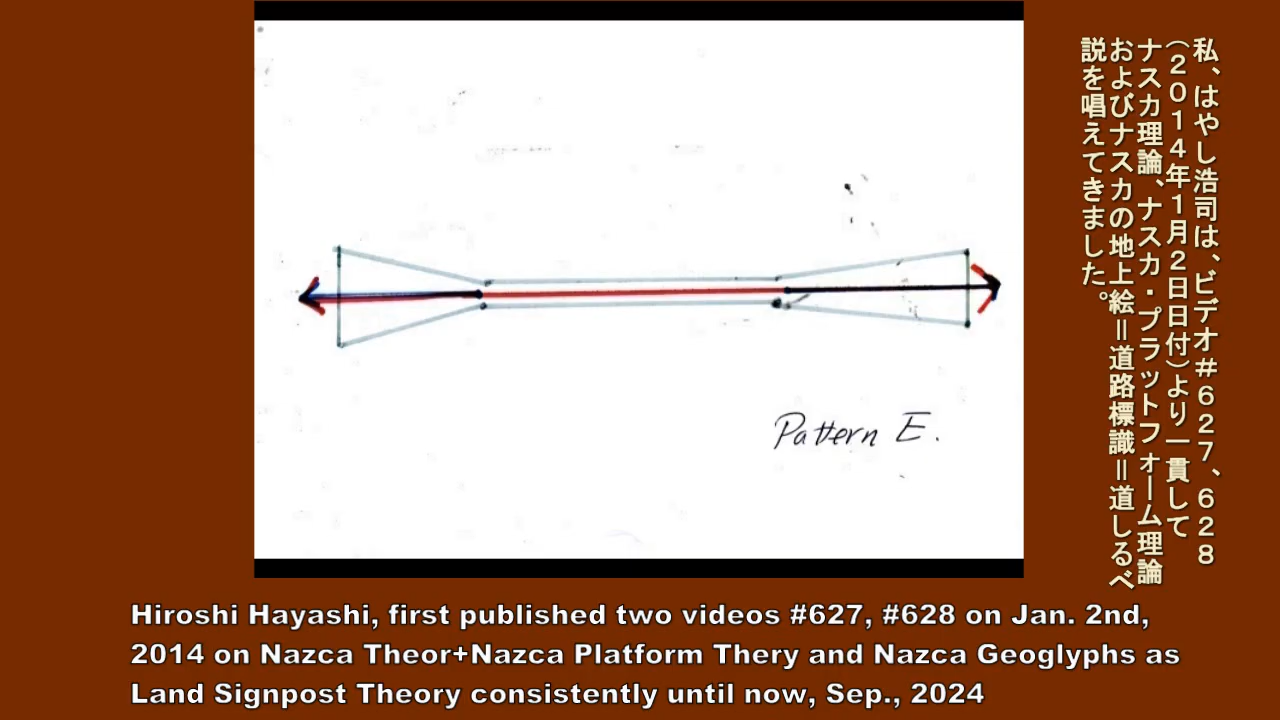 私、はやし浩司は、ビデオ＃６２７、６２８
（２０１４年１月２日日付）より一貫して
ナスカ理論、ナスカ・プラットフォーム理論
およびナスカの地上絵＝道路標識＝道しるべ
説を唱えてきました。
Pattern E.
Hiroshi Hayashi, first published two videos #627, #628 on Jan. 2nd,
2014 on Nazca Theor+Nazca Platform Thery and Nazca Geoglyphs as
Land Signpost Theory consistently until now, Sep., 2024